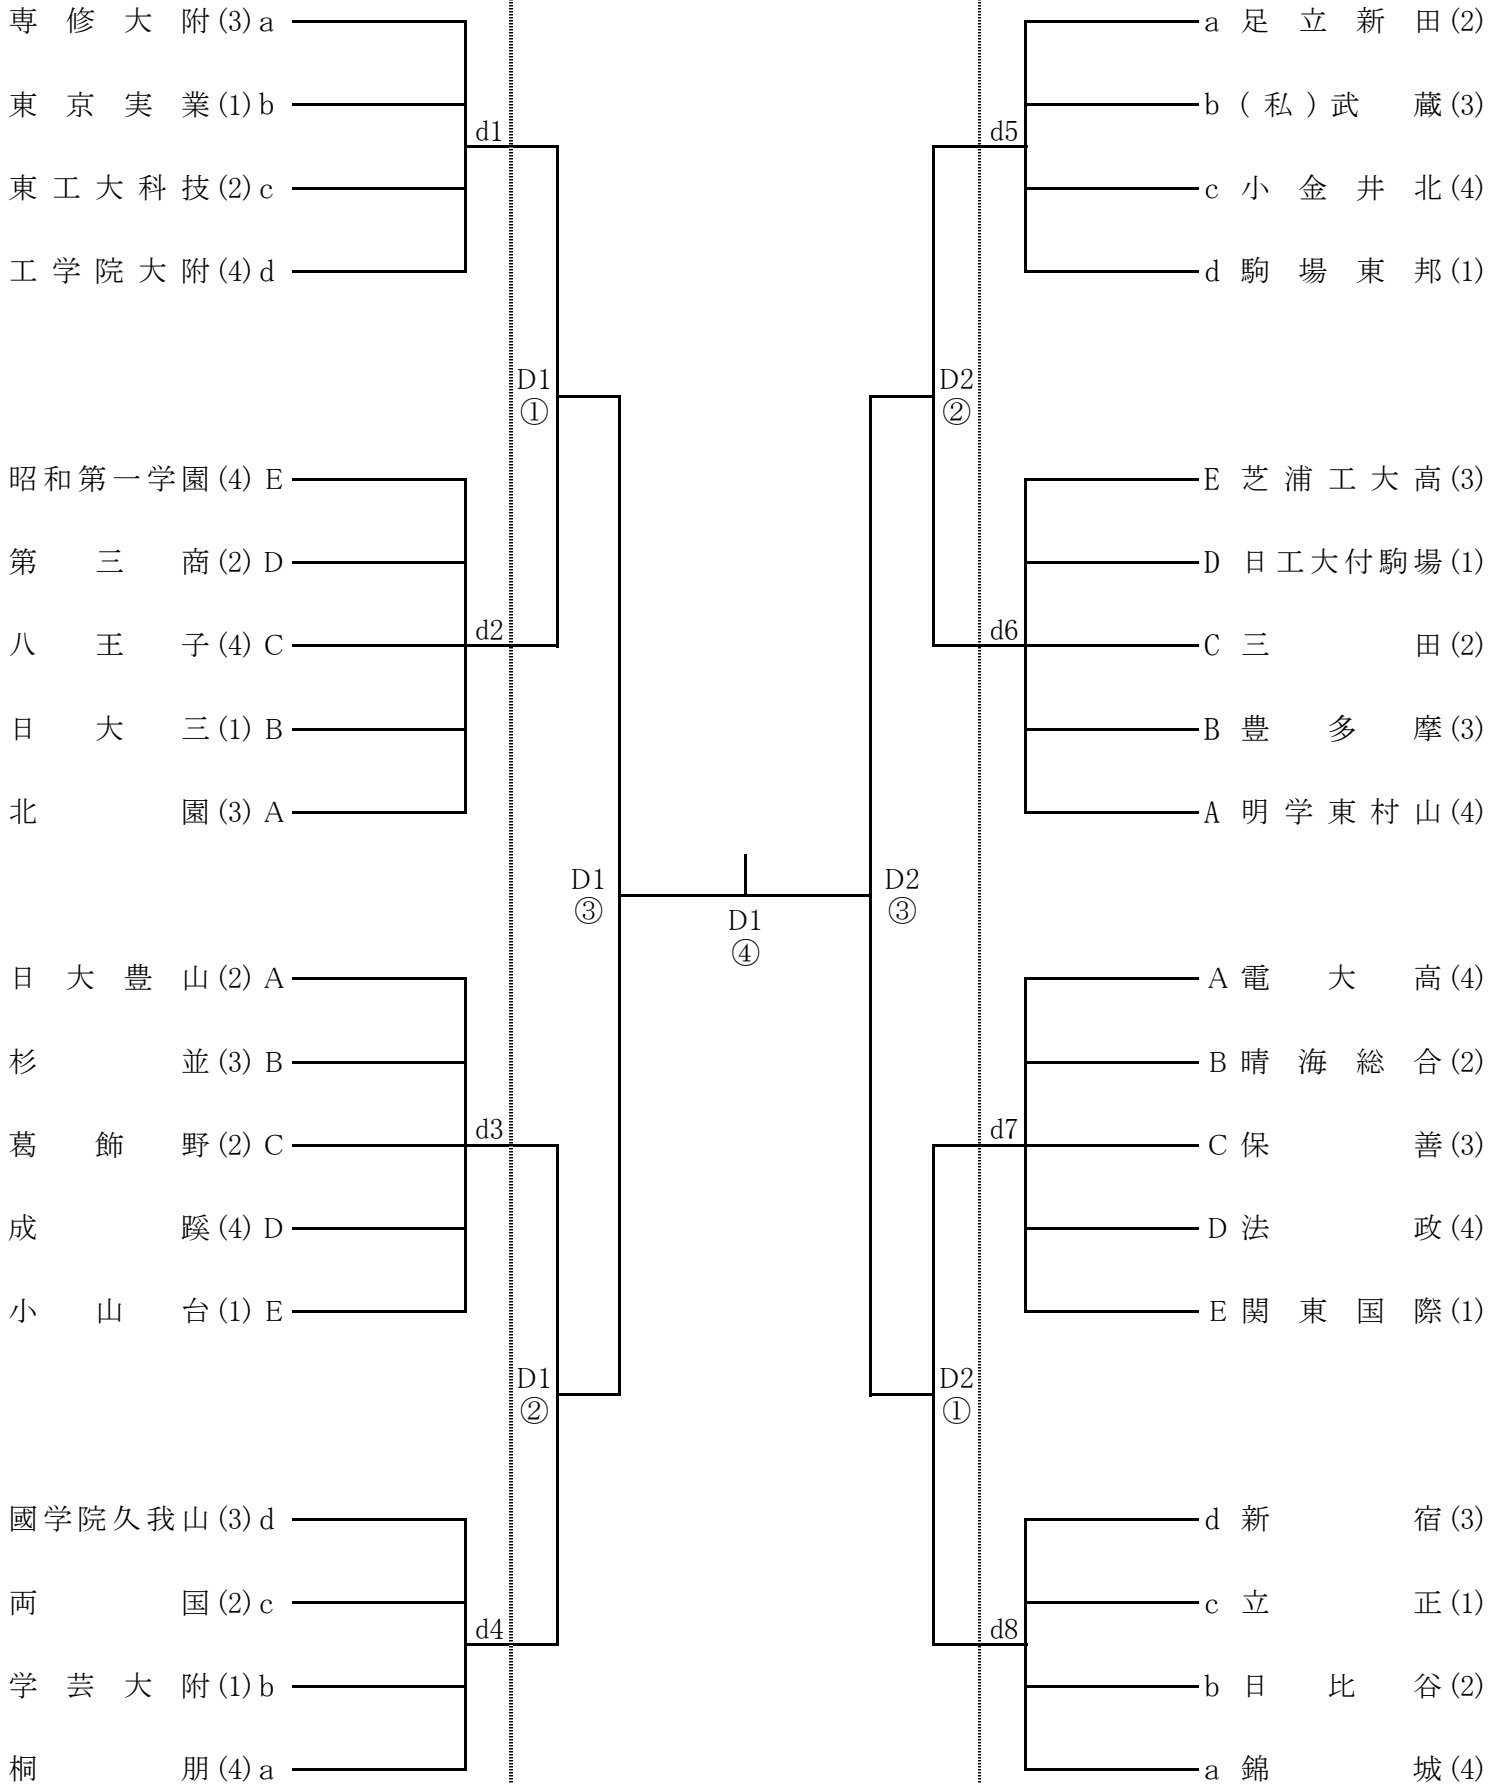 専修大附(3)a
東京実業(1)b
d1
東工大科技(2)c
工学院大附(4)d
D1
①
昭和第一学園(4) E
第三商(2) D
d2
八王子(4) C
日大三(1) B
北園(3) A
D1
③
日大豊山(2) A
杉並(3) B
d3
葛飾野(2) C
成蹊(4) D
小山台(1) E
D1
②
國学院久我山(3)d
両国(2)c
d4
学芸大附(1)b
桐朋(4)a
D1
④
a 足立新田(2)
b (私)武蔵(3)
d5
c 小金井北(4)
d 駒場東邦(1)
D2
②
E 芝浦工大高(3)
D 日工大付駒場(1)
d6
C 三田(2)
B 豊多摩(3)
A 明学東村山(4)
D2
③
A 電大高(4)
B 晴海総合(2)
d7
C 保善(3)
D 法政(4)
E 関東国際(1)
D2
①
d 新宿(3)
c 立正(1)
d8
b 日比谷(2)
a 錦城(4)